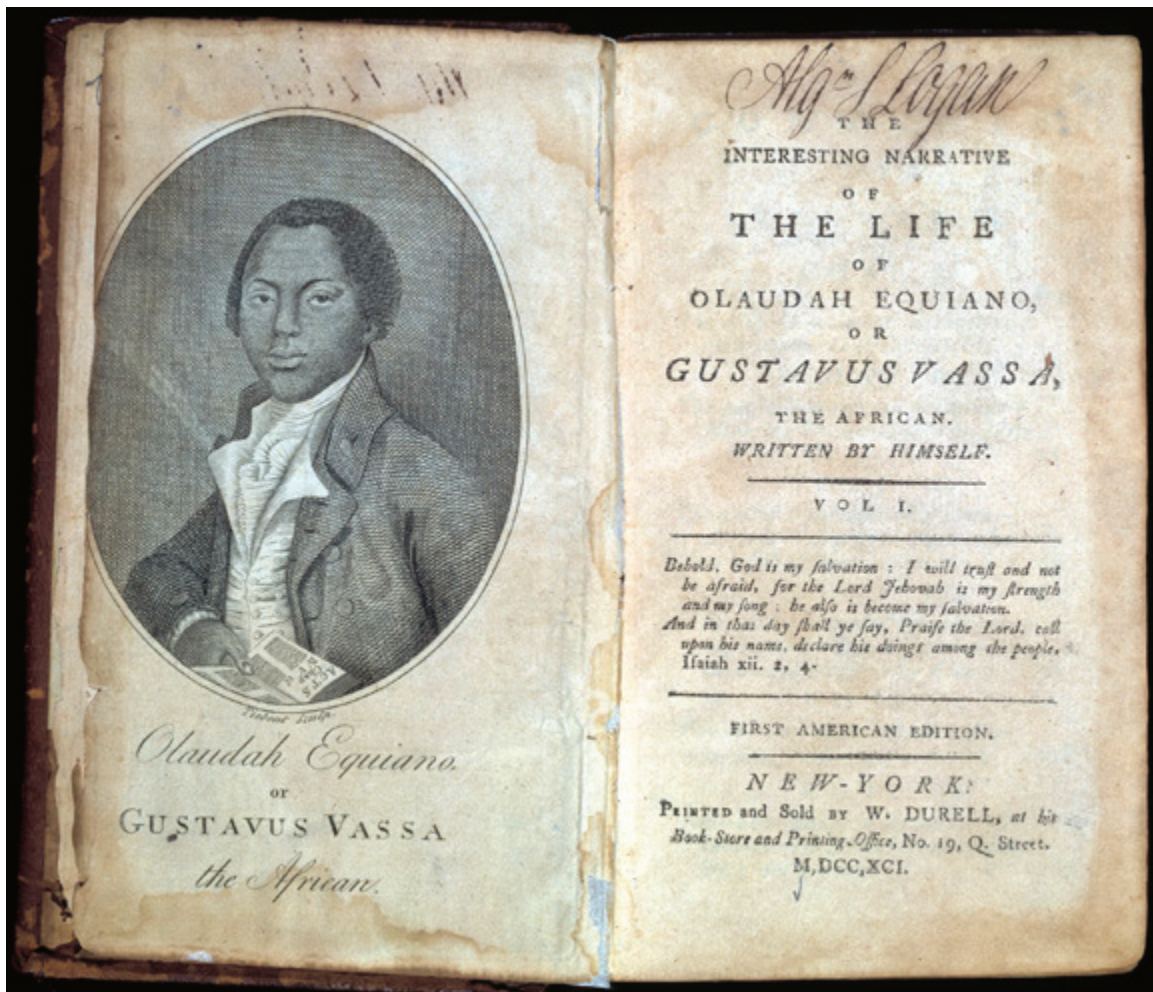 Tiebout Sculp.
Olaudah Equiano.
or
GUSTAVUS VASSA
the African.
Algn S Logan
THE
INTERESTING NARRATIVE
OF
THE LIFE
OF
OLAUDAH EQUIANO,
OR
GUSTAVUS VASSA,
THE AFRICAN.
WRITTEN BY HIMSELF.
VOL I.
Behold, God is my ſalvation : I will truſt and not
be afraid, for the Lord Jehovah is my ſtrength
and my ſong ; he alſo is become my ſalvation.
And in that day ſhall ye ſay, Praiſe the Lord, call
upon his name, declare his doings among the people.
Iſaiah xii. 2, 4.
FIRST AMERICAN EDITION.
NEW-YORK:
PRINTED and Sold BY W. DURELL, at his
Book-Store and Printing-Office, No. 19, Q. Street.
M,DCC,XCI.